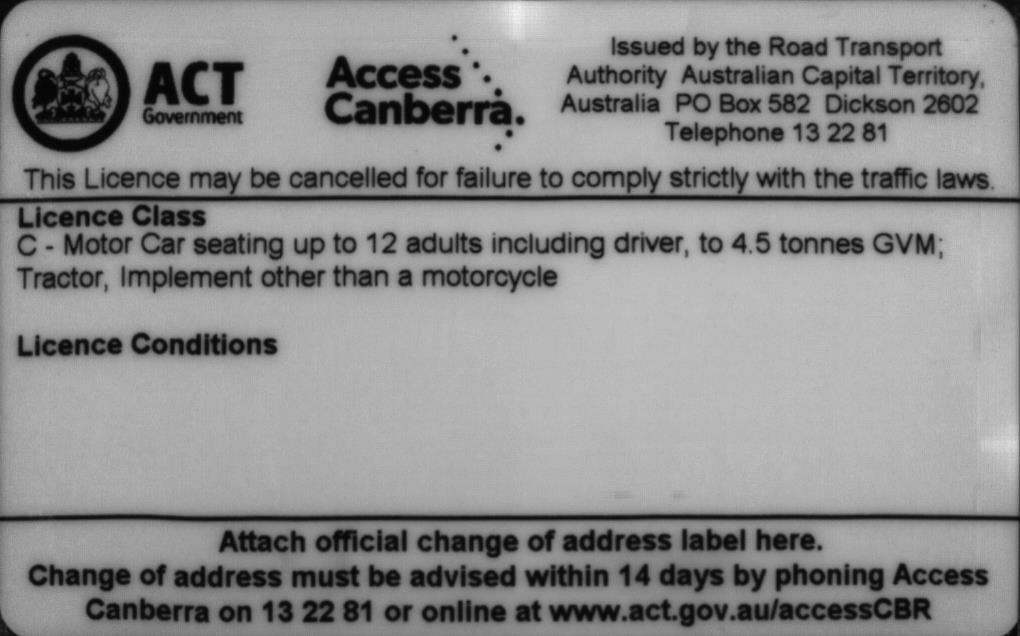 ACT
Government
Access
Canberra.
Issued by the Road Transport
Authority Australian Capital Territory,
Australia PO Box 582 Dickson 2602
Telephone 13 22 81
This Licence may be cancelled for failure to comply strictly with the traffic laws.
Licence Class
C - Motor Car seating up to 12 adults including driver, to 4.5 tonnes GVM;
Tractor, Implement other than a motorcycle
Licence Conditions
Attach official change of address label here.
Change of address must be advised within 14 days by phoning Access
Canberra on 13 22 81 or online at www.act.gov.au/accessCBR